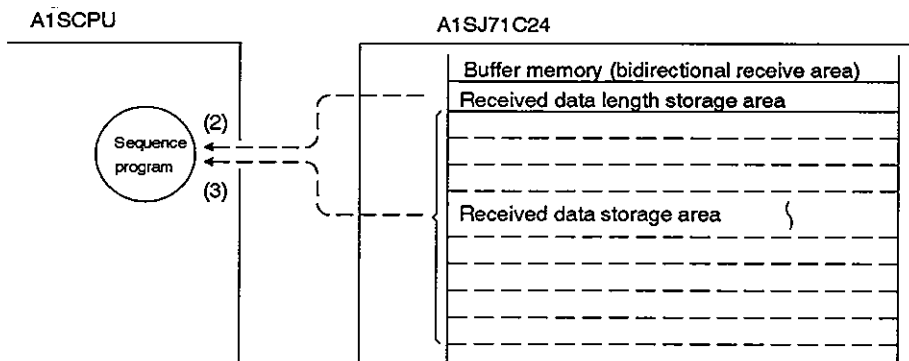 A1SCPU
A1SJ71C24
Buffer memory (bidirectional receive area)
Received data length storage area
(2)
Sequence
program
(3)
Received data storage area